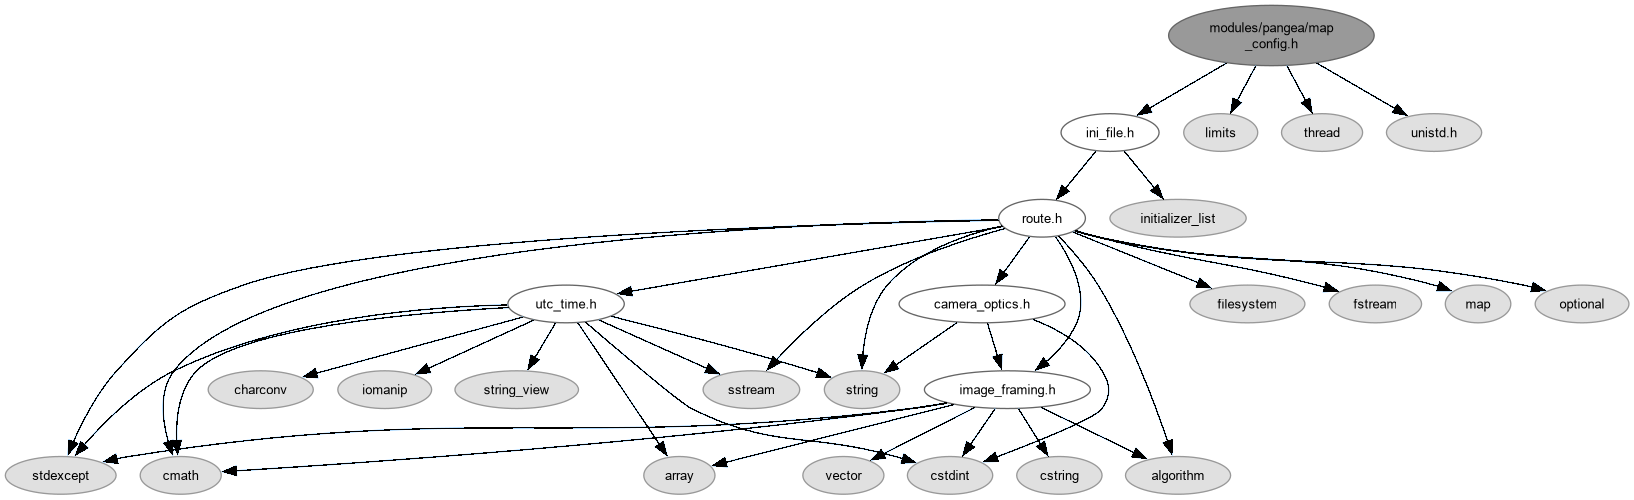 modules/pangea/map
_config.h
ini_file.h
limits
thread
unistd.h
route.h
initializer_list
utc_time.h
camera_optics.h
filesystem
fstream
map
optional
charconv
iomanip
string_view
sstream
string
image_framing.h
stdexcept
cmath
array
vector
cstdint
cstring
algorithm